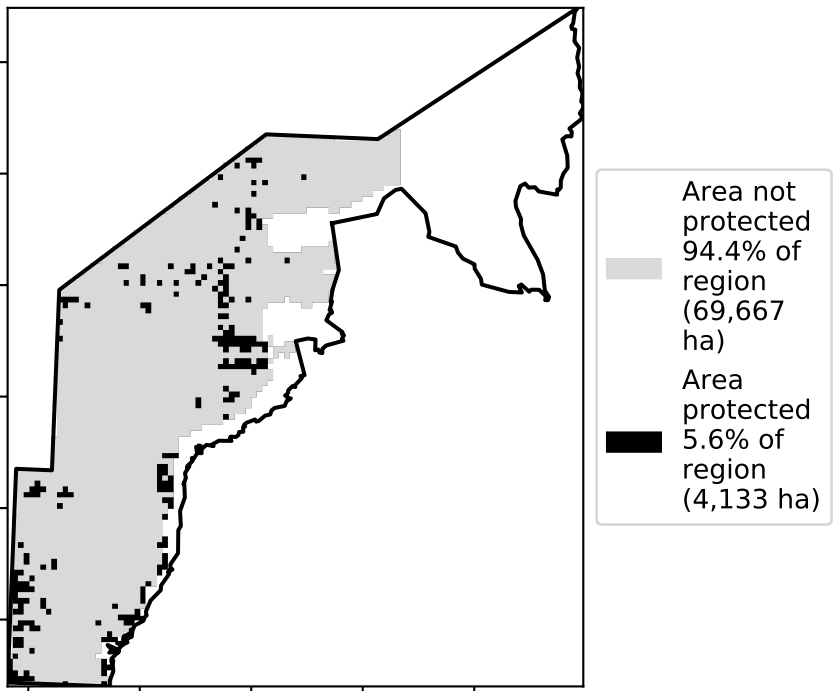 Area not
protected
94.4% of
region
(69,667
ha)
Area
protected
5.6% of
region
(4,133 ha)